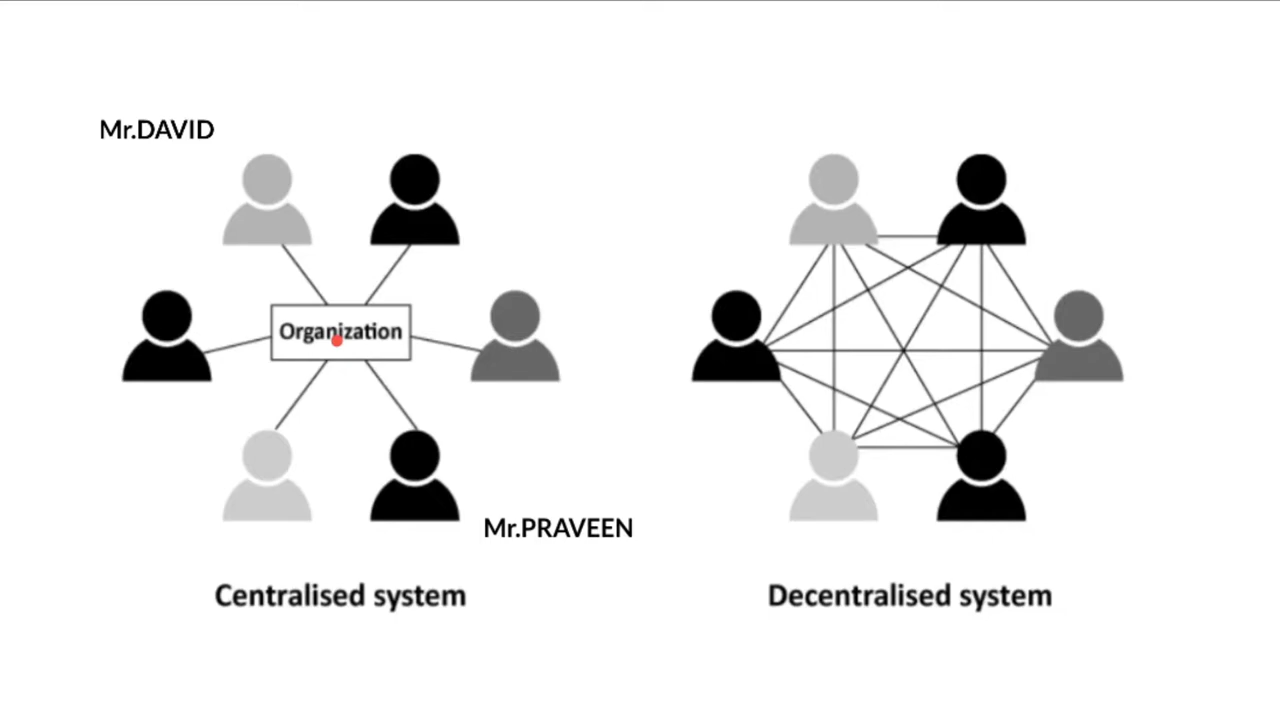 Mr.DAVID
Organization
Mr.PRAVEEN
Centralised system
Decentralised system